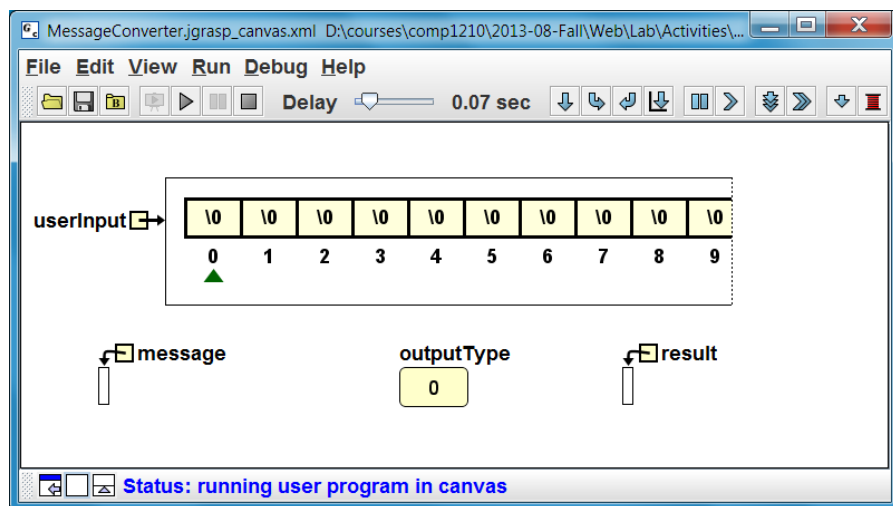 MessageConverter.jgrasp_canvas.xml D:\courses\comp1210\2013-08-Fall\Web\Lab\Activities\...
File Edit View Run Debug Help
B Delay 0.07 sec
userInput \0 \0 \0 \0 \0 \0 \0 \0 \0 \0
0 1 2 3 4 5 6 7 8 9
message outputType result
0
Status: running user program in canvas